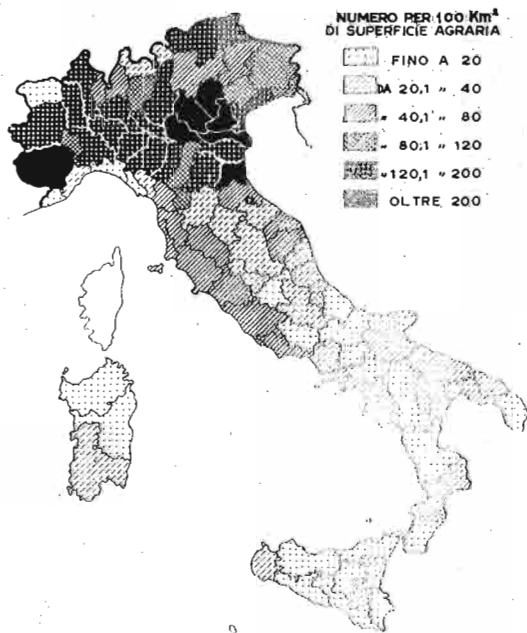 NUMERO PER 100 Km²
DI SUPERFICIE AGRARIA
FINO A 20
DA 20,1 " 40
" 40,1 " 80
" 80,1 " 120
" 120,1 " 200
OLTRE 200